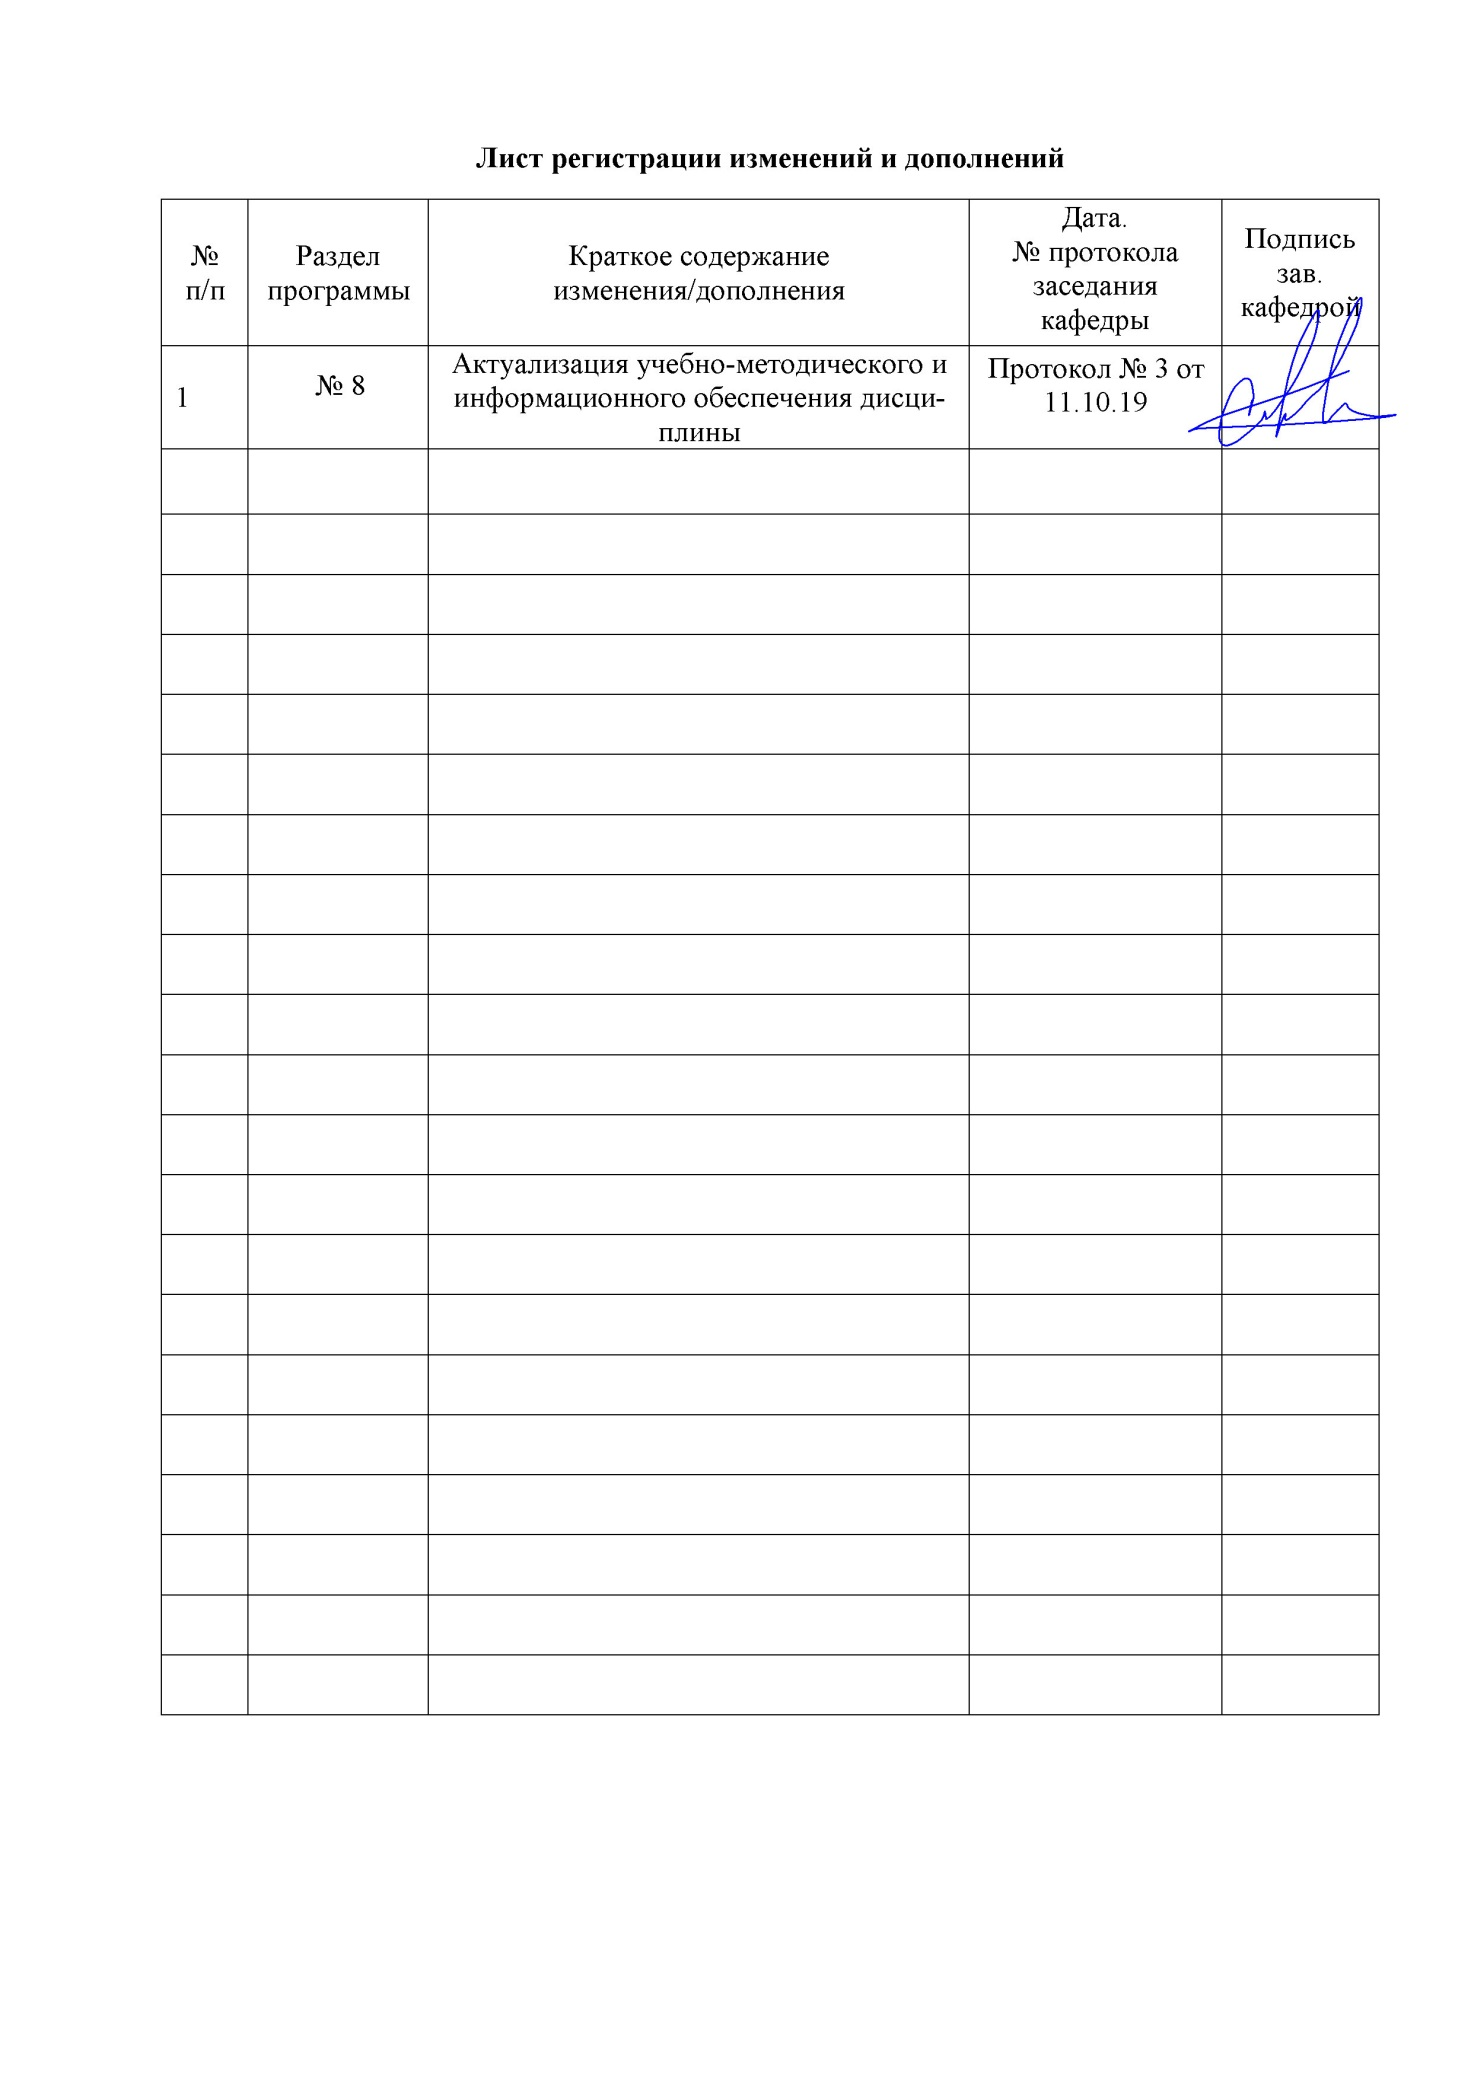 Лист регистрации изменений и дополнений
№
п/п
Раздел
программы
Краткое содержание
изменения/дополнения
Дата.
№ протокола
заседания
кафедры
Подпись
зав.
кафедрой
1
№ 8
Актуализация учебно-методического и
информационного обеспечения дисци-
плины
Протокол № 3 от
11.10.19